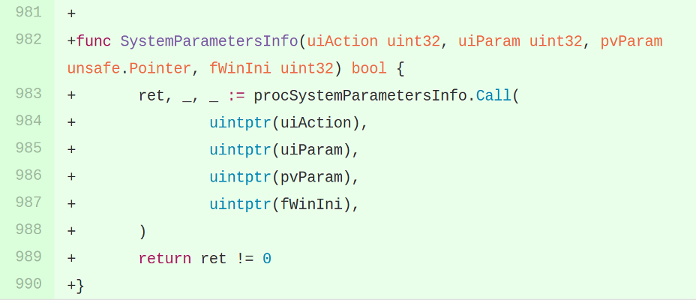 981 +
982 +func SystemParametersInfo(uiAction uint32, uiParam uint32, pvParam
unsafe.Pointer, fWinIni uint32) bool {
983 + ret, _, _ := procSystemParametersInfo.Call(
984 + uintptr(uiAction),
985 + uintptr(uiParam),
986 + uintptr(pvParam),
987 + uintptr(fWinIni),
988 + )
989 + return ret != 0
990 +}